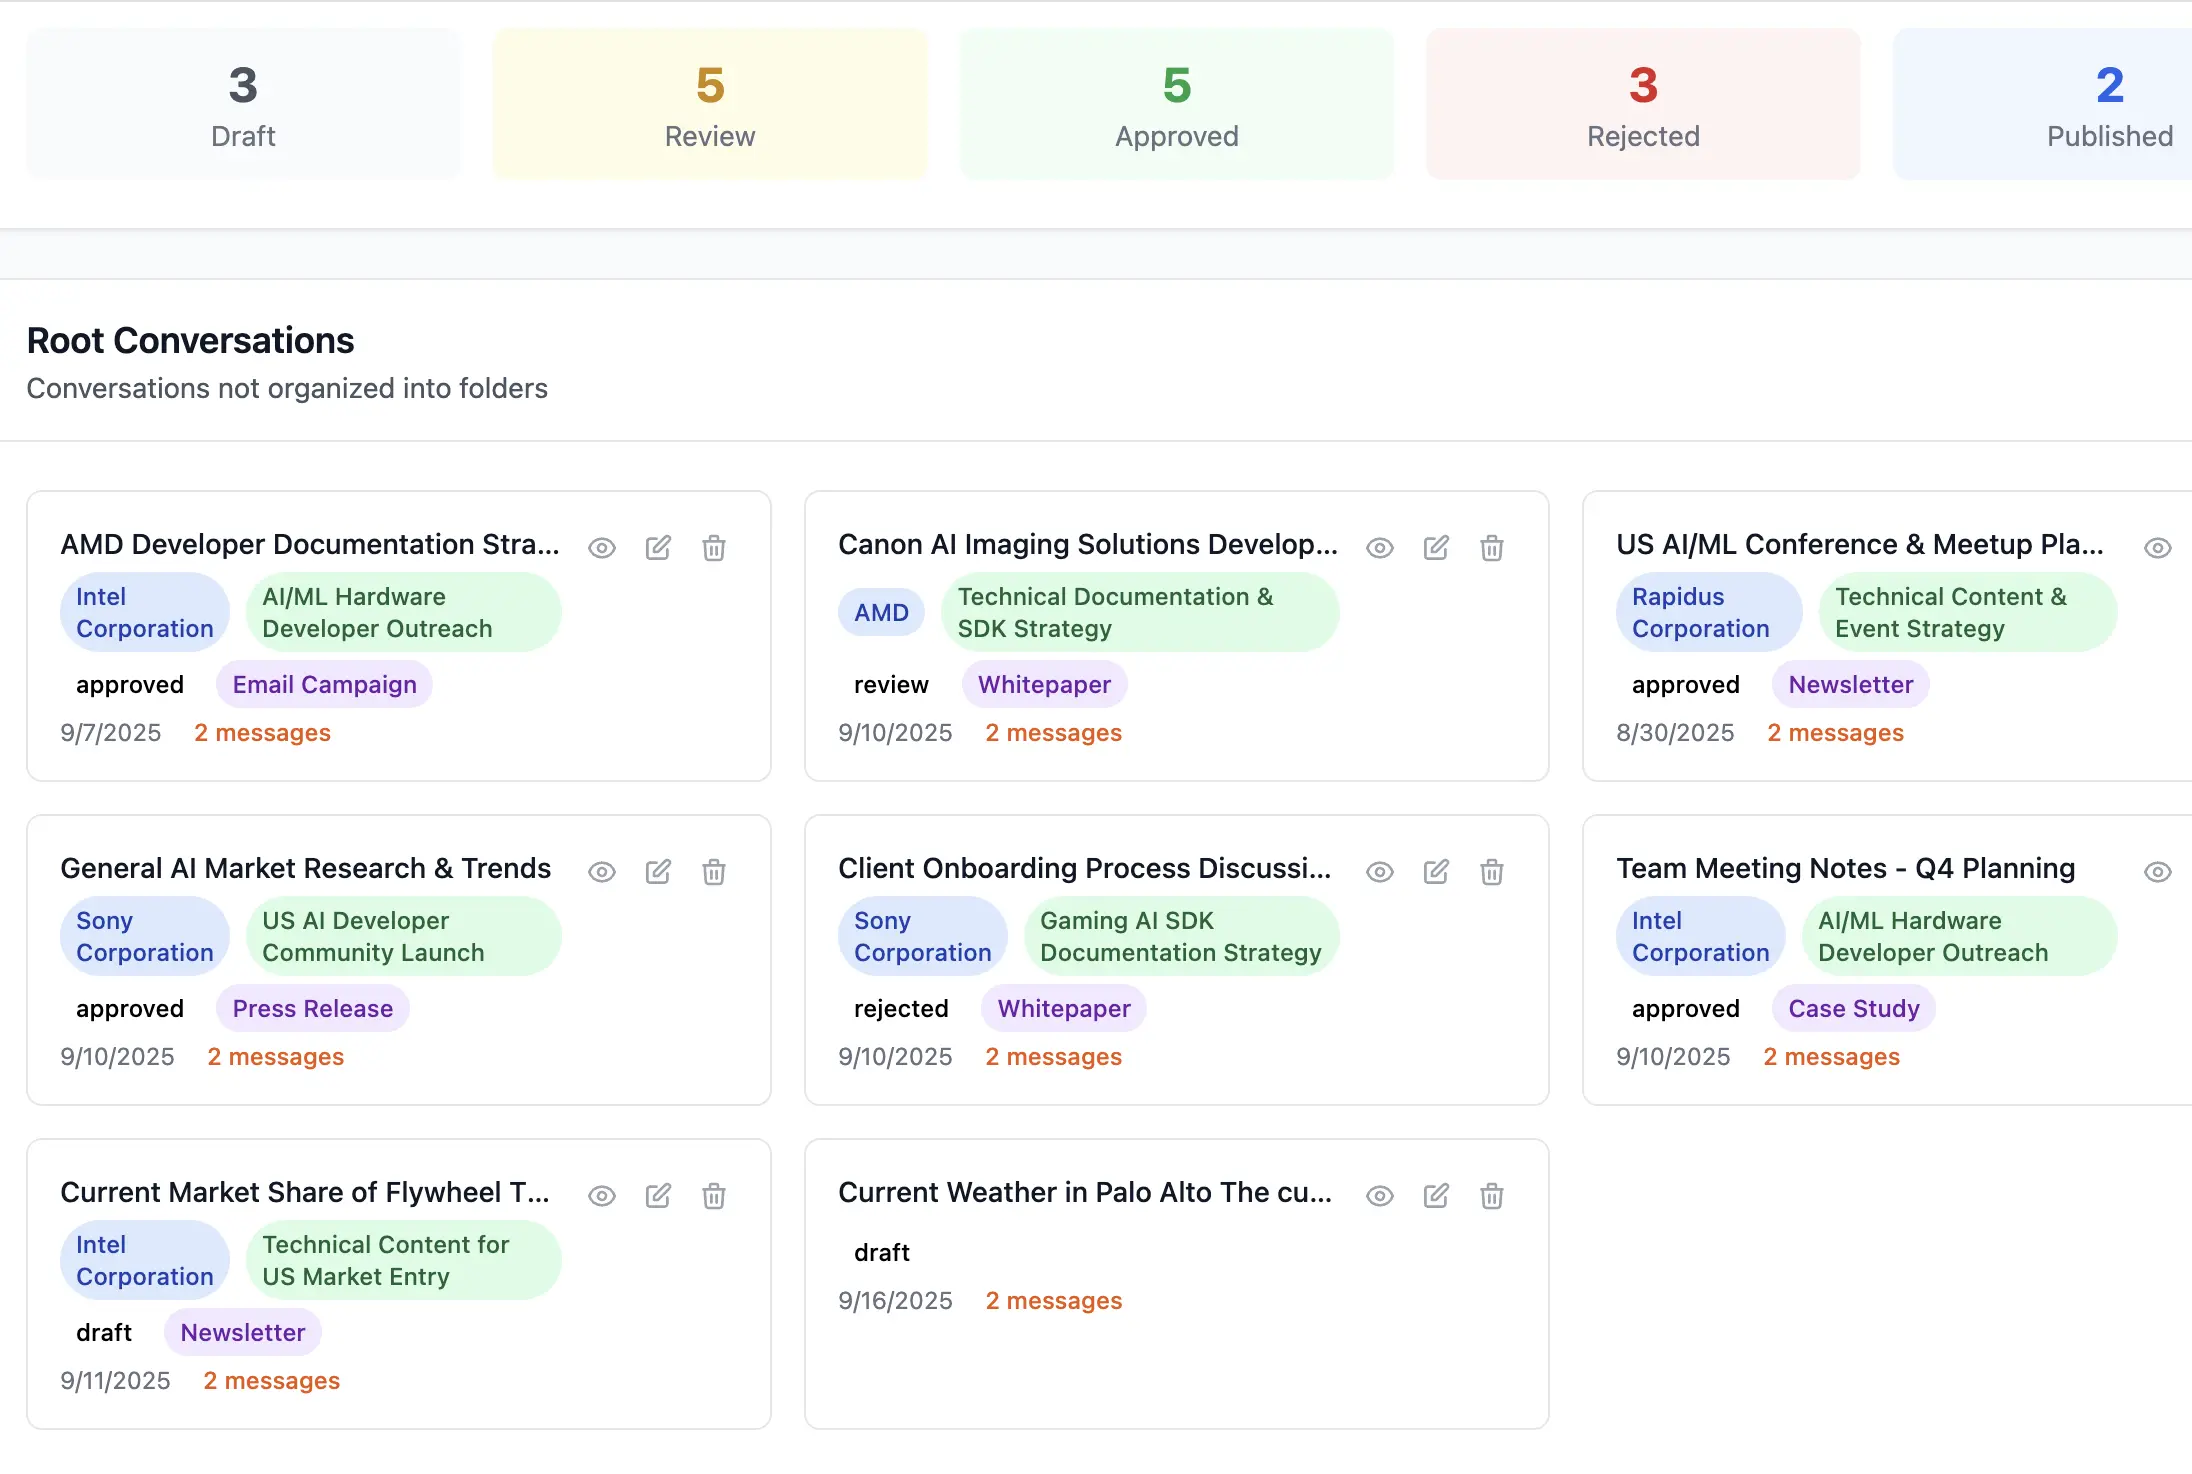 3
Draft
5
Review
5
Approved
3
Rejected
2
Published
Root Conversations
Conversations not organized into folders
AMD Developer Documentation Stra...
Intel
Corporation
AI/ML Hardware
Developer Outreach
approved
Email Campaign
9/7/2025
2 messages
Canon AI Imaging Solutions Develop...
AMD
Technical Documentation &
SDK Strategy
review
Whitepaper
9/10/2025
2 messages
US AI/ML Conference & Meetup Pla...
Rapidus
Corporation
Technical Content &
Event Strategy
approved
Newsletter
8/30/2025
2 messages
General AI Market Research & Trends
Sony
Corporation
US AI Developer
Community Launch
approved
Press Release
9/10/2025
2 messages
Client Onboarding Process Discussi...
Sony
Corporation
Gaming AI SDK
Documentation Strategy
rejected
Whitepaper
9/10/2025
2 messages
Team Meeting Notes - Q4 Planning
Intel
Corporation
AI/ML Hardware
Developer Outreach
approved
Case Study
9/10/2025
2 messages
Current Market Share of Flywheel T...
Intel
Corporation
Technical Content for
US Market Entry
draft
Newsletter
9/11/2025
2 messages
Current Weather in Palo Alto The cu...
draft
9/16/2025
2 messages